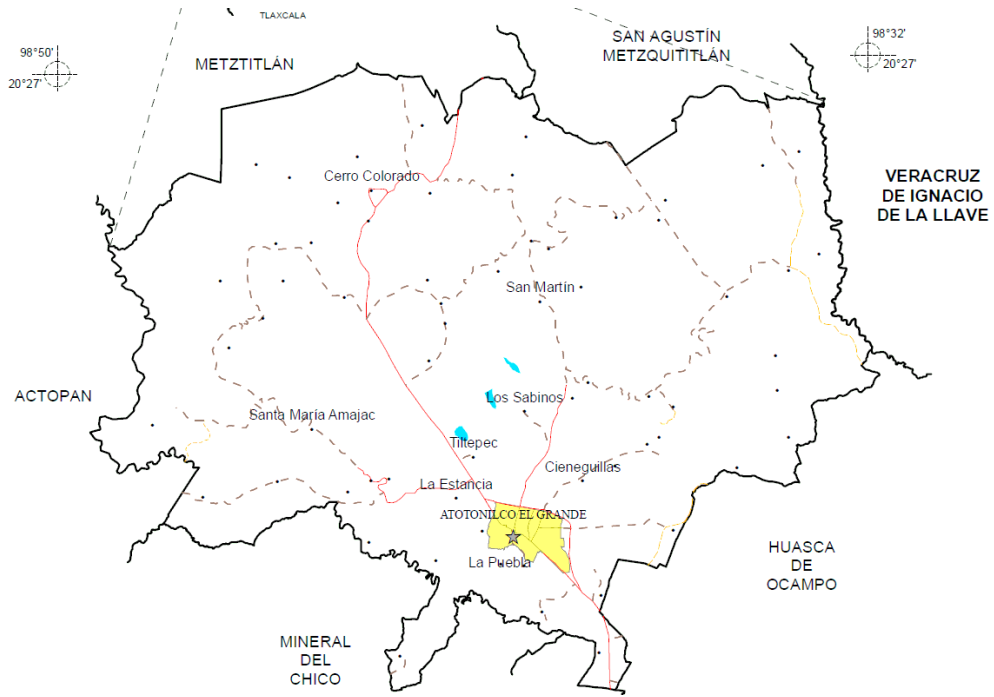 TLAXCALA
98°50'
20°27'
METZTITLÁN
SAN AGUSTÍN
METZQUITITLÁN
98°32'
20°27'
Cerro Colorado
VERACRUZ
DE IGNACIO
DE LA LLAVE
San Martín
ACTOPAN
Los Sabinos
Santa María Amajac
Tiltepec
Cieneguillas
La Estancia
ATOTONILCO EL GRANDE
La Puebla
HUASCA
DE
OCAMPO
MINERAL
DEL
CHICO